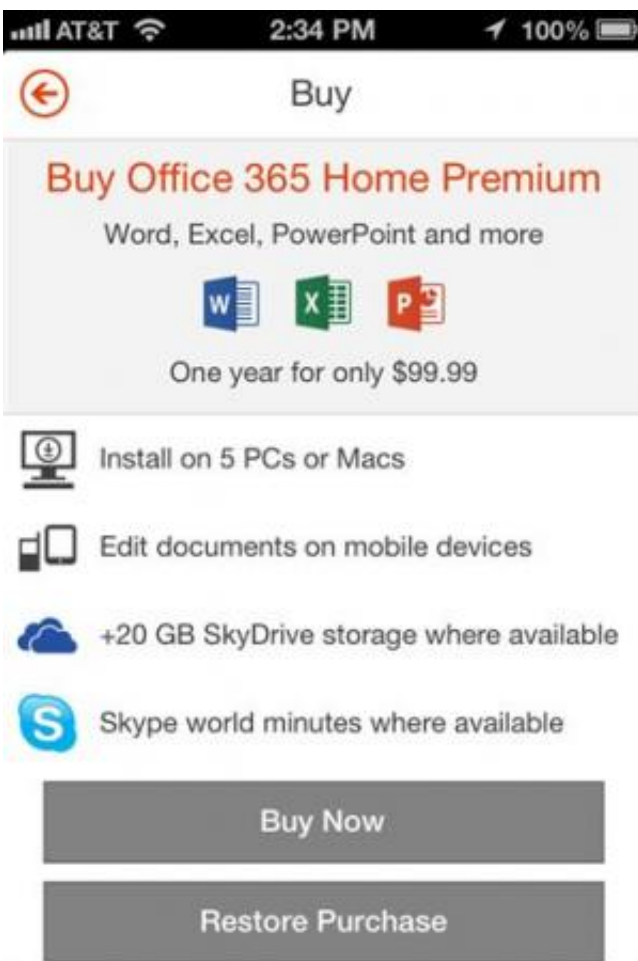 AT&T 2:34 PM 100%
Buy
Buy Office 365 Home Premium
Word, Excel, PowerPoint and more
W X P
One year for only $99.99
Install on 5 PCs or Macs
Edit documents on mobile devices
+20 GB SkyDrive storage where available
S Skype world minutes where available
Buy Now
Restore Purchase